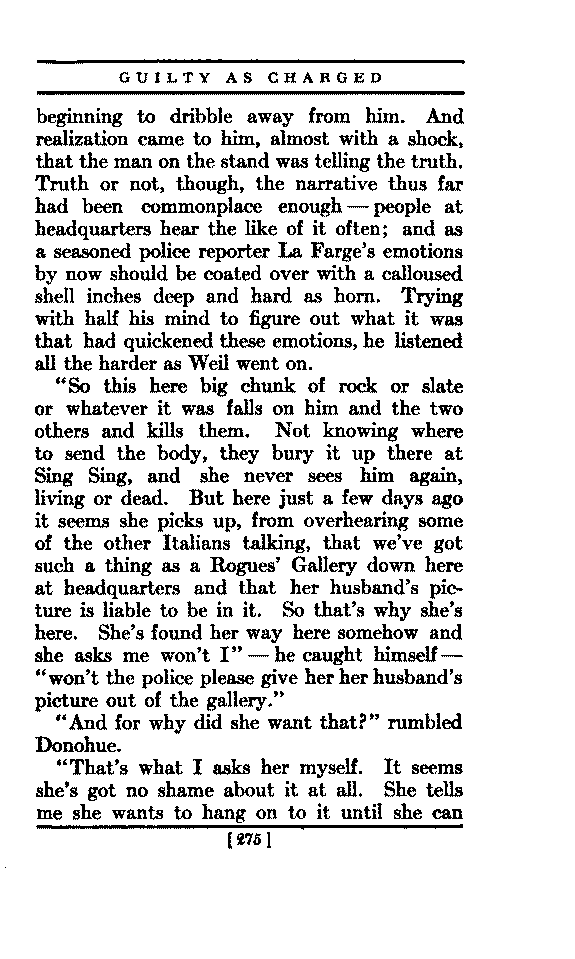 GUILTY AS CHARGED
beginning to dribble away from him. And
realization came to him, almost with a shock,
that the man on the stand was telling the truth.
Truth or not, though, the narrative thus far
had been commonplace enough — people at
headquarters hear the like of it often; and as
a seasoned police reporter La Farge's emotions
by now should be coated over with a calloused
shell inches deep and hard as horn. Trying
with half his mind to figure out what it was
that had quickened these emotions, he listened
all the harder as Weil went on.
"So this here big chunk of rock or slate
or whatever it was falls on him and the two
others and kills them. Not knowing where
to send the body, they bury it up there at
Sing Sing, and she never sees him again,
living or dead. But here just a few days ago
it seems she picks up, from overhearing some
of the other Italians talking, that we've got
such a thing as a Rogues' Gallery down here
at headquarters and that her husband's pic-
ture is liable to be in it. So that's why she's
here. She's found her way here somehow and
she asks me won't I" — he caught himself —
"won't the police please give her her husband's
picture out of the gallery."
"And for why did she want that?" rumbled
Donohue.
"That's what I asks her myself. It seems
she's got no shame about it at all. She tells
me she wants to hang on to it until she can
[275]